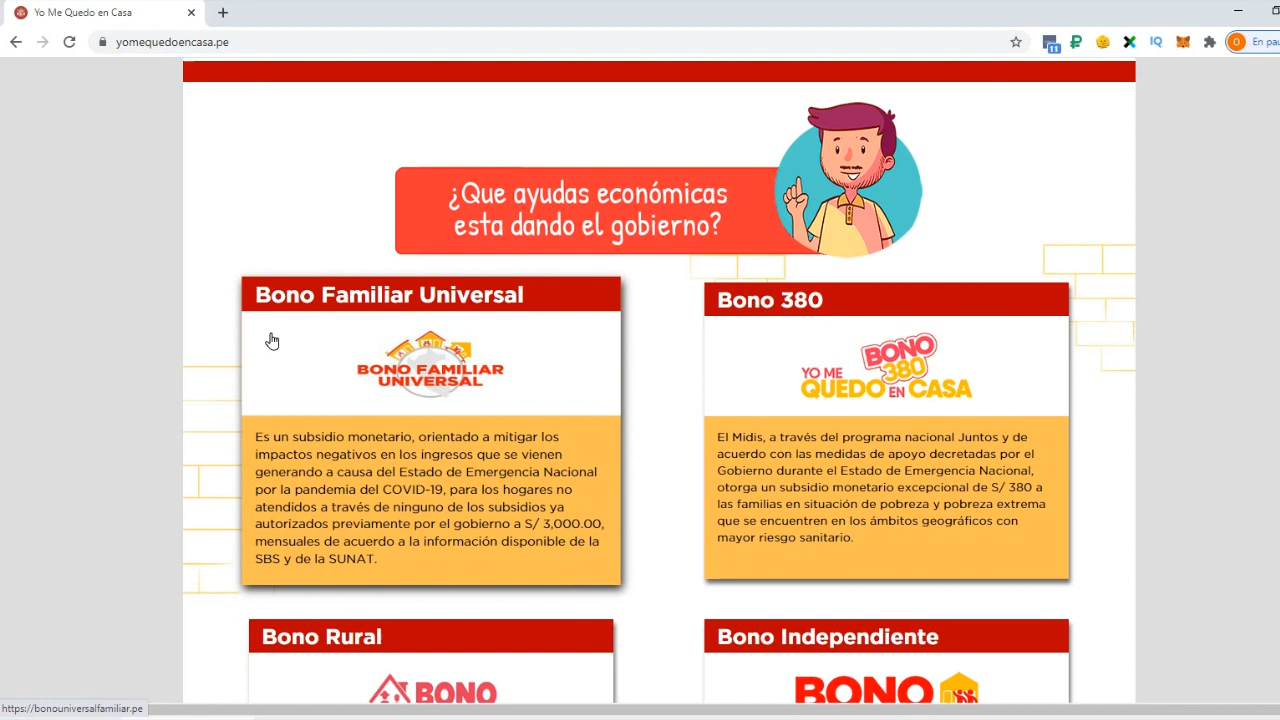 Yo Me Quedo en Casa
yomequedoencasa.pe
11
IQ
O
En pau
¿Que ayudas económicas
esta dando el gobierno?
Bono Familiar Universal
BONO FAMILIAR
UNIVERSAL
Es un subsidio monetario, orientado a mitigar los
impactos negativos en los ingresos que se vienen
generando a causa del Estado de Emergencia Nacional
por la pandemia del COVID-19, para los hogares no
atendidos a través de ninguno de los subsidios ya
autorizados previamente por el gobierno a S/ 3,000.00,
mensuales de acuerdo a la información disponible de la
SBS y de la SUNAT.
Bono 380
BONO
380
YO ME
QUEDO EN CASA
El Midis, a través del programa nacional Juntos y de
acuerdo con las medidas de apoyo decretadas por el
Gobierno durante el Estado de Emergencia Nacional,
otorga un subsidio monetario excepcional de S/ 380 a
las familias en situación de pobreza y pobreza extrema
que se encuentren en los ámbitos geográficos con
mayor riesgo sanitario.
Bono Rural
BONO
Bono Independiente
BONO
https://bonouniversalfamiliar.pe